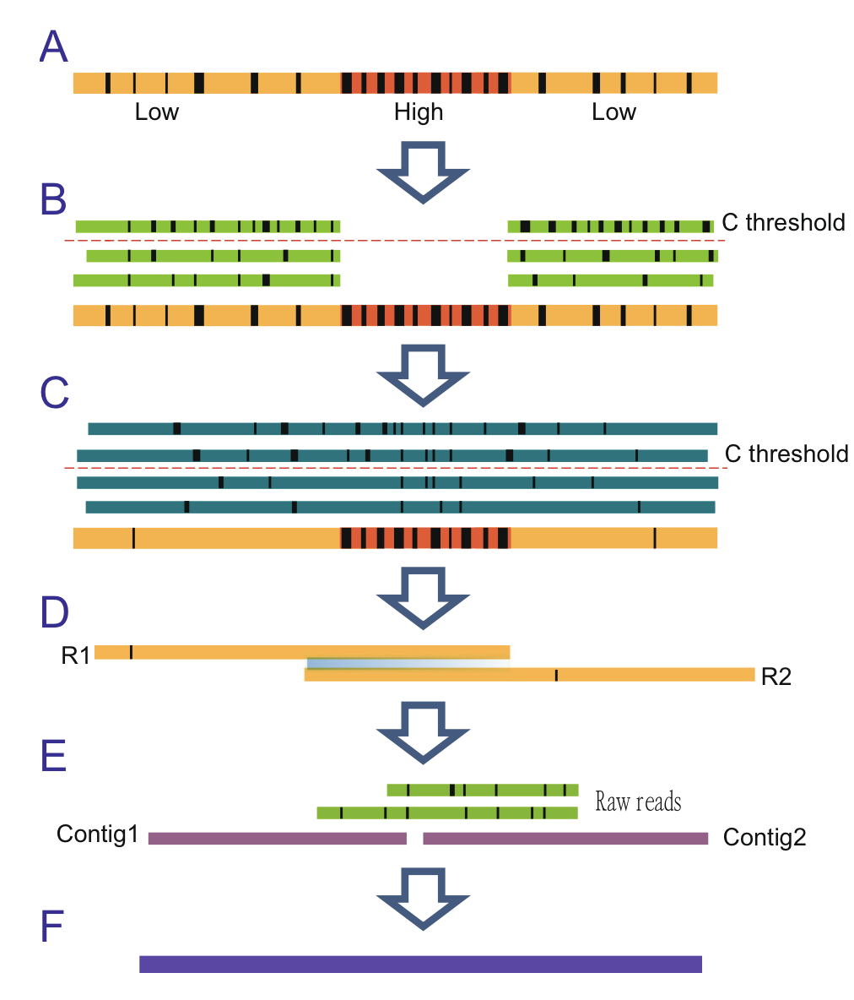 A
Low High Low
B
C threshold
C
C threshold
D
R1
R2
E
Raw reads
Contig1
Contig2
F